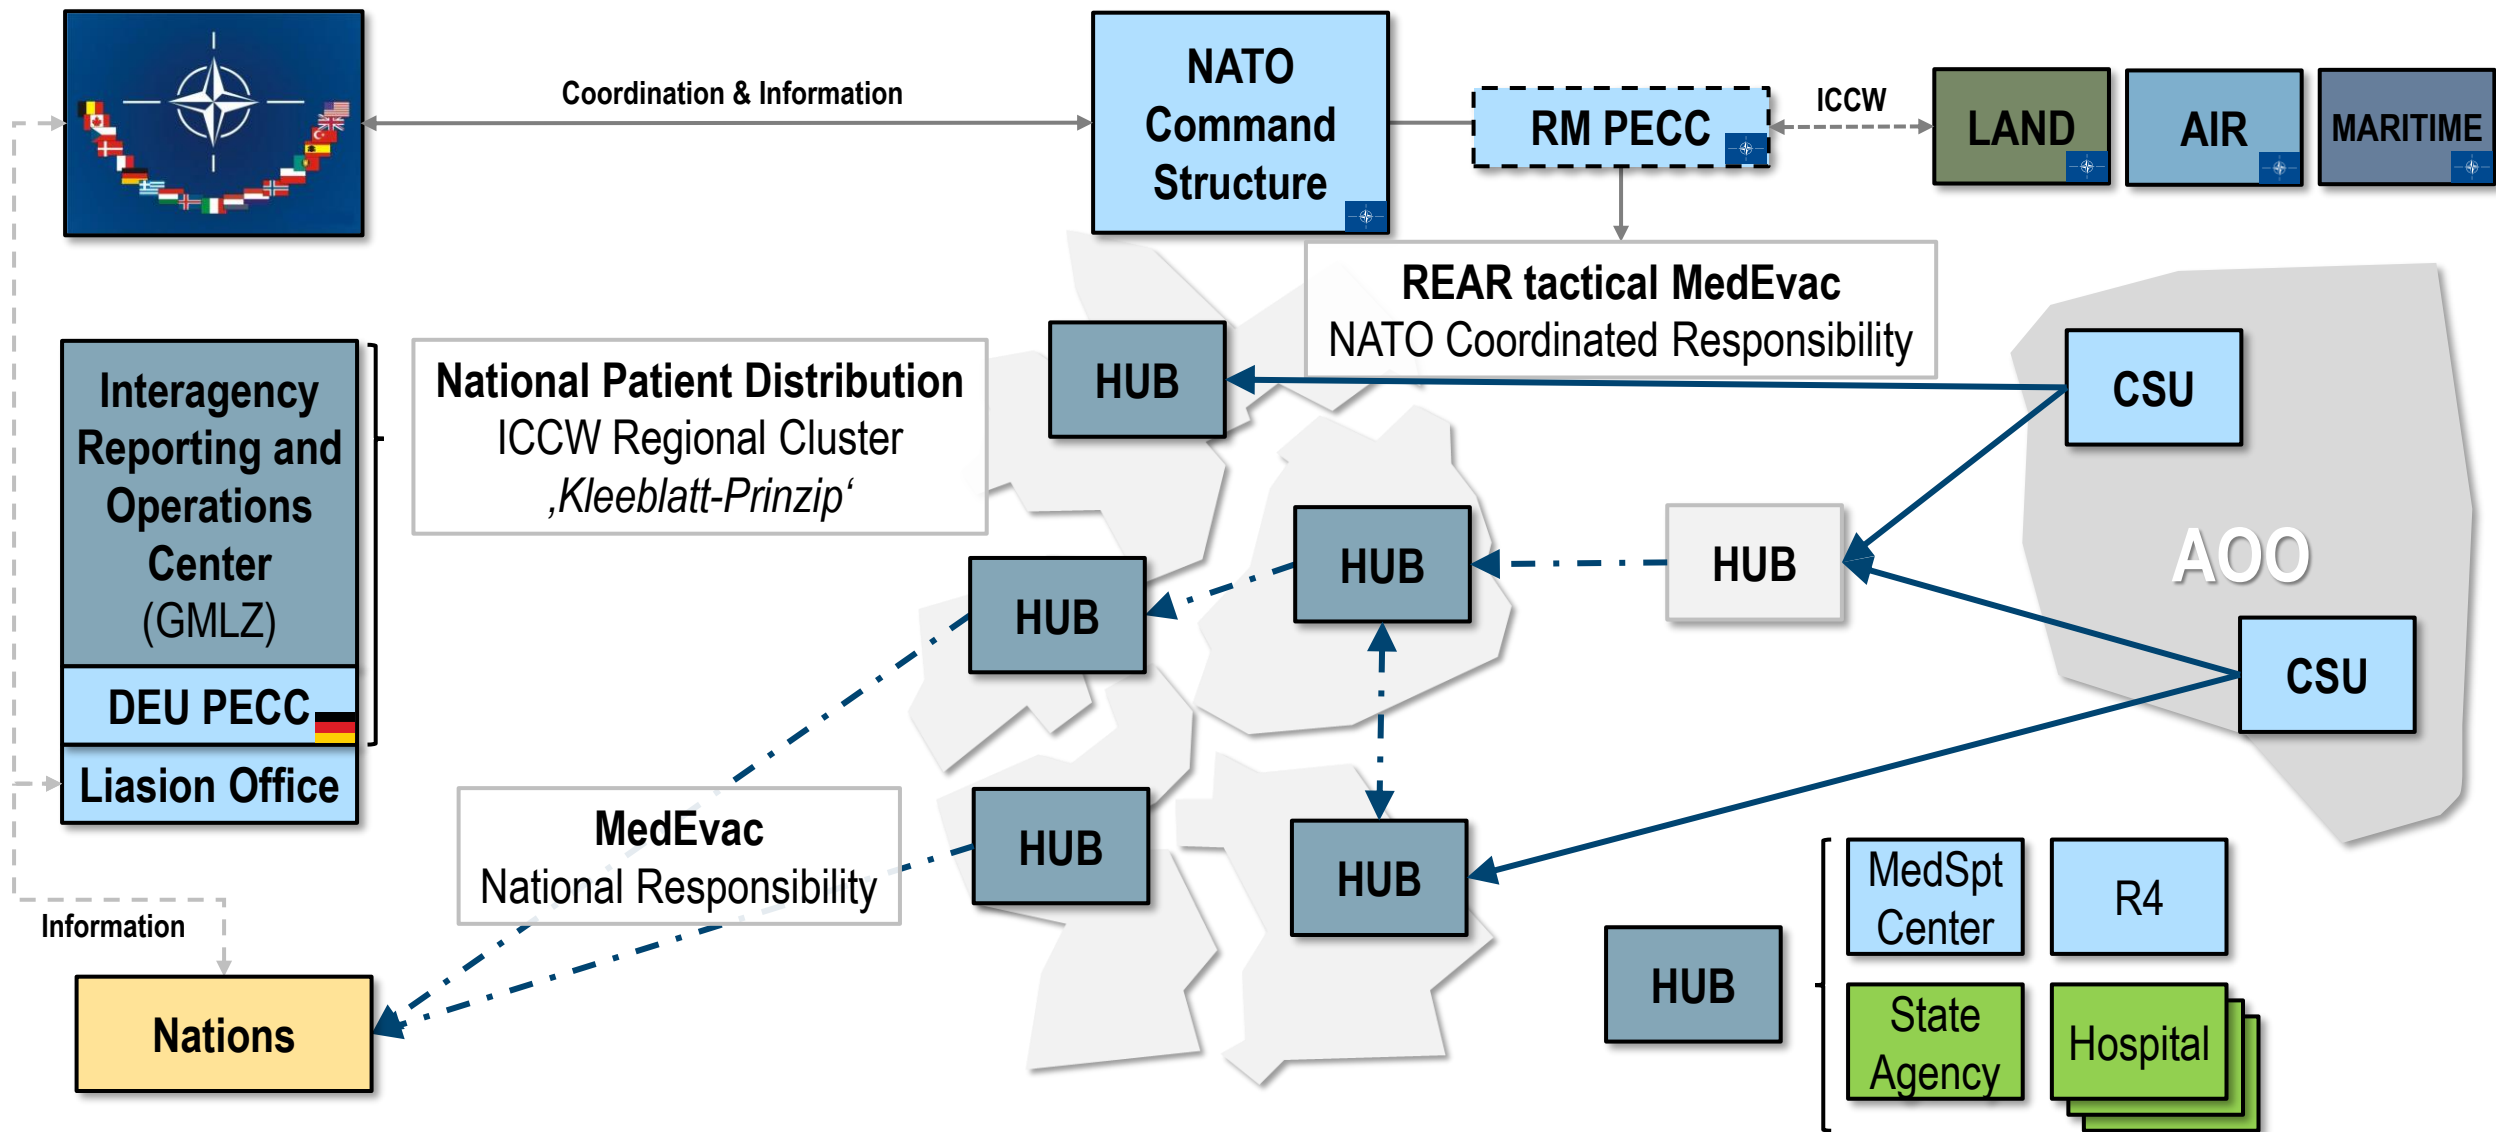 Coordination & Information
NATO
Command
Structure
RM PECC
ICCW
LAND
AIR
MARITIME
REAR tactical MedEvac
NATO Coordinated Responsibility
Interagency
Reporting and
Operations
Center
(GMLZ)
DEU PECC
Liasion Office
National Patient Distribution
ICCW Regional Cluster
‚Kleeblatt-Prinzip‘
HUB
CSU
HUB
HUB
AOO
HUB
CSU
MedEvac
National Responsibility
HUB
HUB
Information
Nations
HUB
MedSpt
Center
R4
State
Agency
Hospital